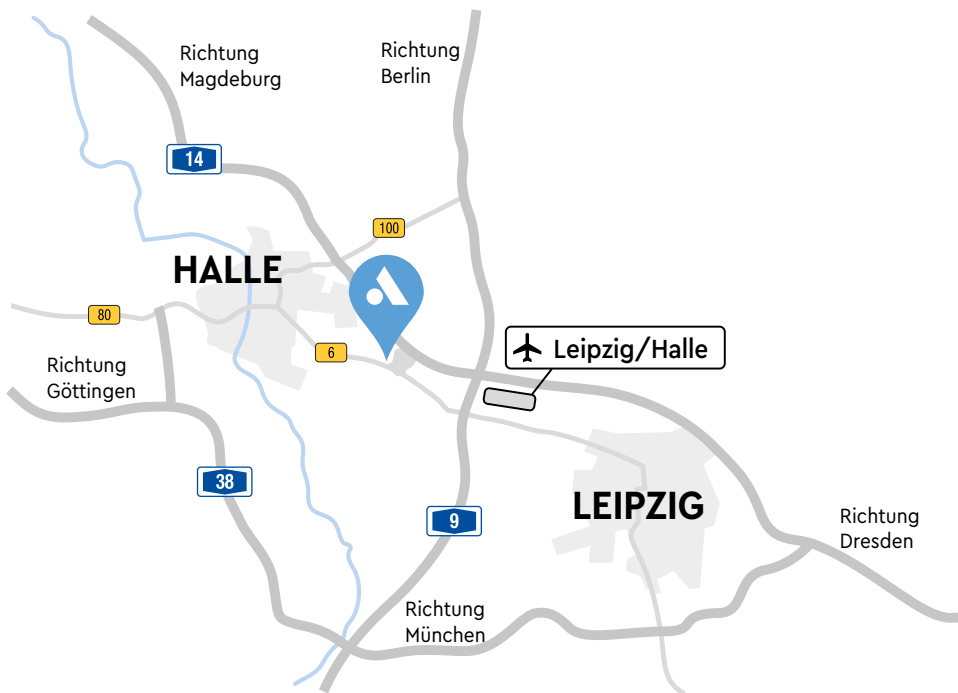 Richtung
Magdeburg
Richtung
Berlin
14
100
HALLE
80
6
Leipzig/Halle
Richtung
Göttingen
38
9
LEIPZIG
Richtung
Dresden
Richtung
München